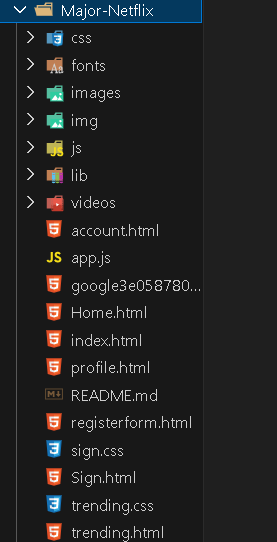 Major-Netflix
css
fonts
images
img
js
lib
videos
account.html
app.js
google3e058780...
Home.html
index.html
profile.html
README.md
registerform.html
sign.css
Sign.html
trending.css
trending.html